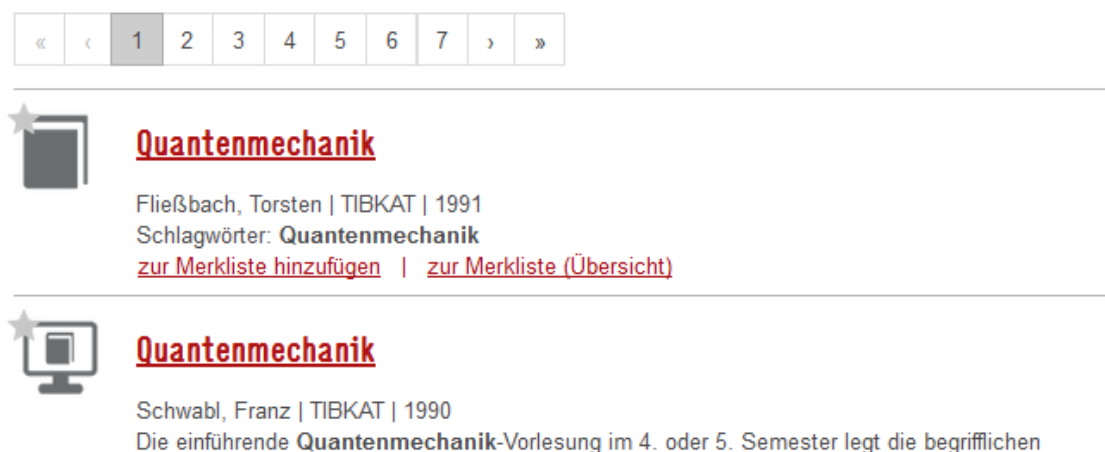 « ‹ 1 2 3 4 5 6 7 › »
Quantenmechanik
Fließbach, Torsten | TIBKAT | 1991
Schlagwörter: Quantenmechanik
zur Merkliste hinzufügen | zur Merkliste (Übersicht)
Quantenmechanik
Schwabl, Franz | TIBKAT | 1990
Die einführende Quantenmechanik-Vorlesung im 4. oder 5. Semester legt die begrifflichen